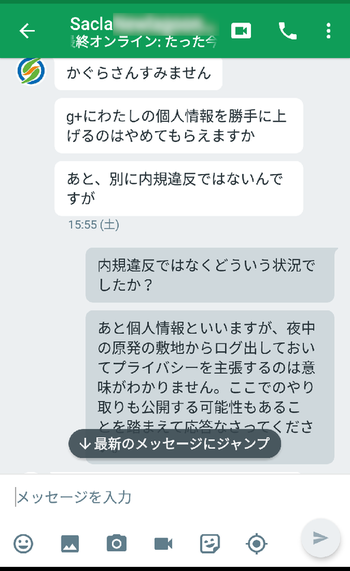 Sacla
最終オンライン: たった今
かぐらさんすみません
g+にわたしの個人情報を勝手に上
げるのはやめてもらえますか
あと、別に内規違反ではないんで
すが
15:55 (土)
内規違反ではなくどういう状況で
したか？
あと個人情報といいますが、夜中
の原発の敷地からログ出しておい
てプライバシーを主張するのは意
味がわかりません。ここでのやり
取りも公開する可能性もあるこ
とを踏まえて応答なさってくださ
↓最新のメッセージにジャンプ
メッセージを入力